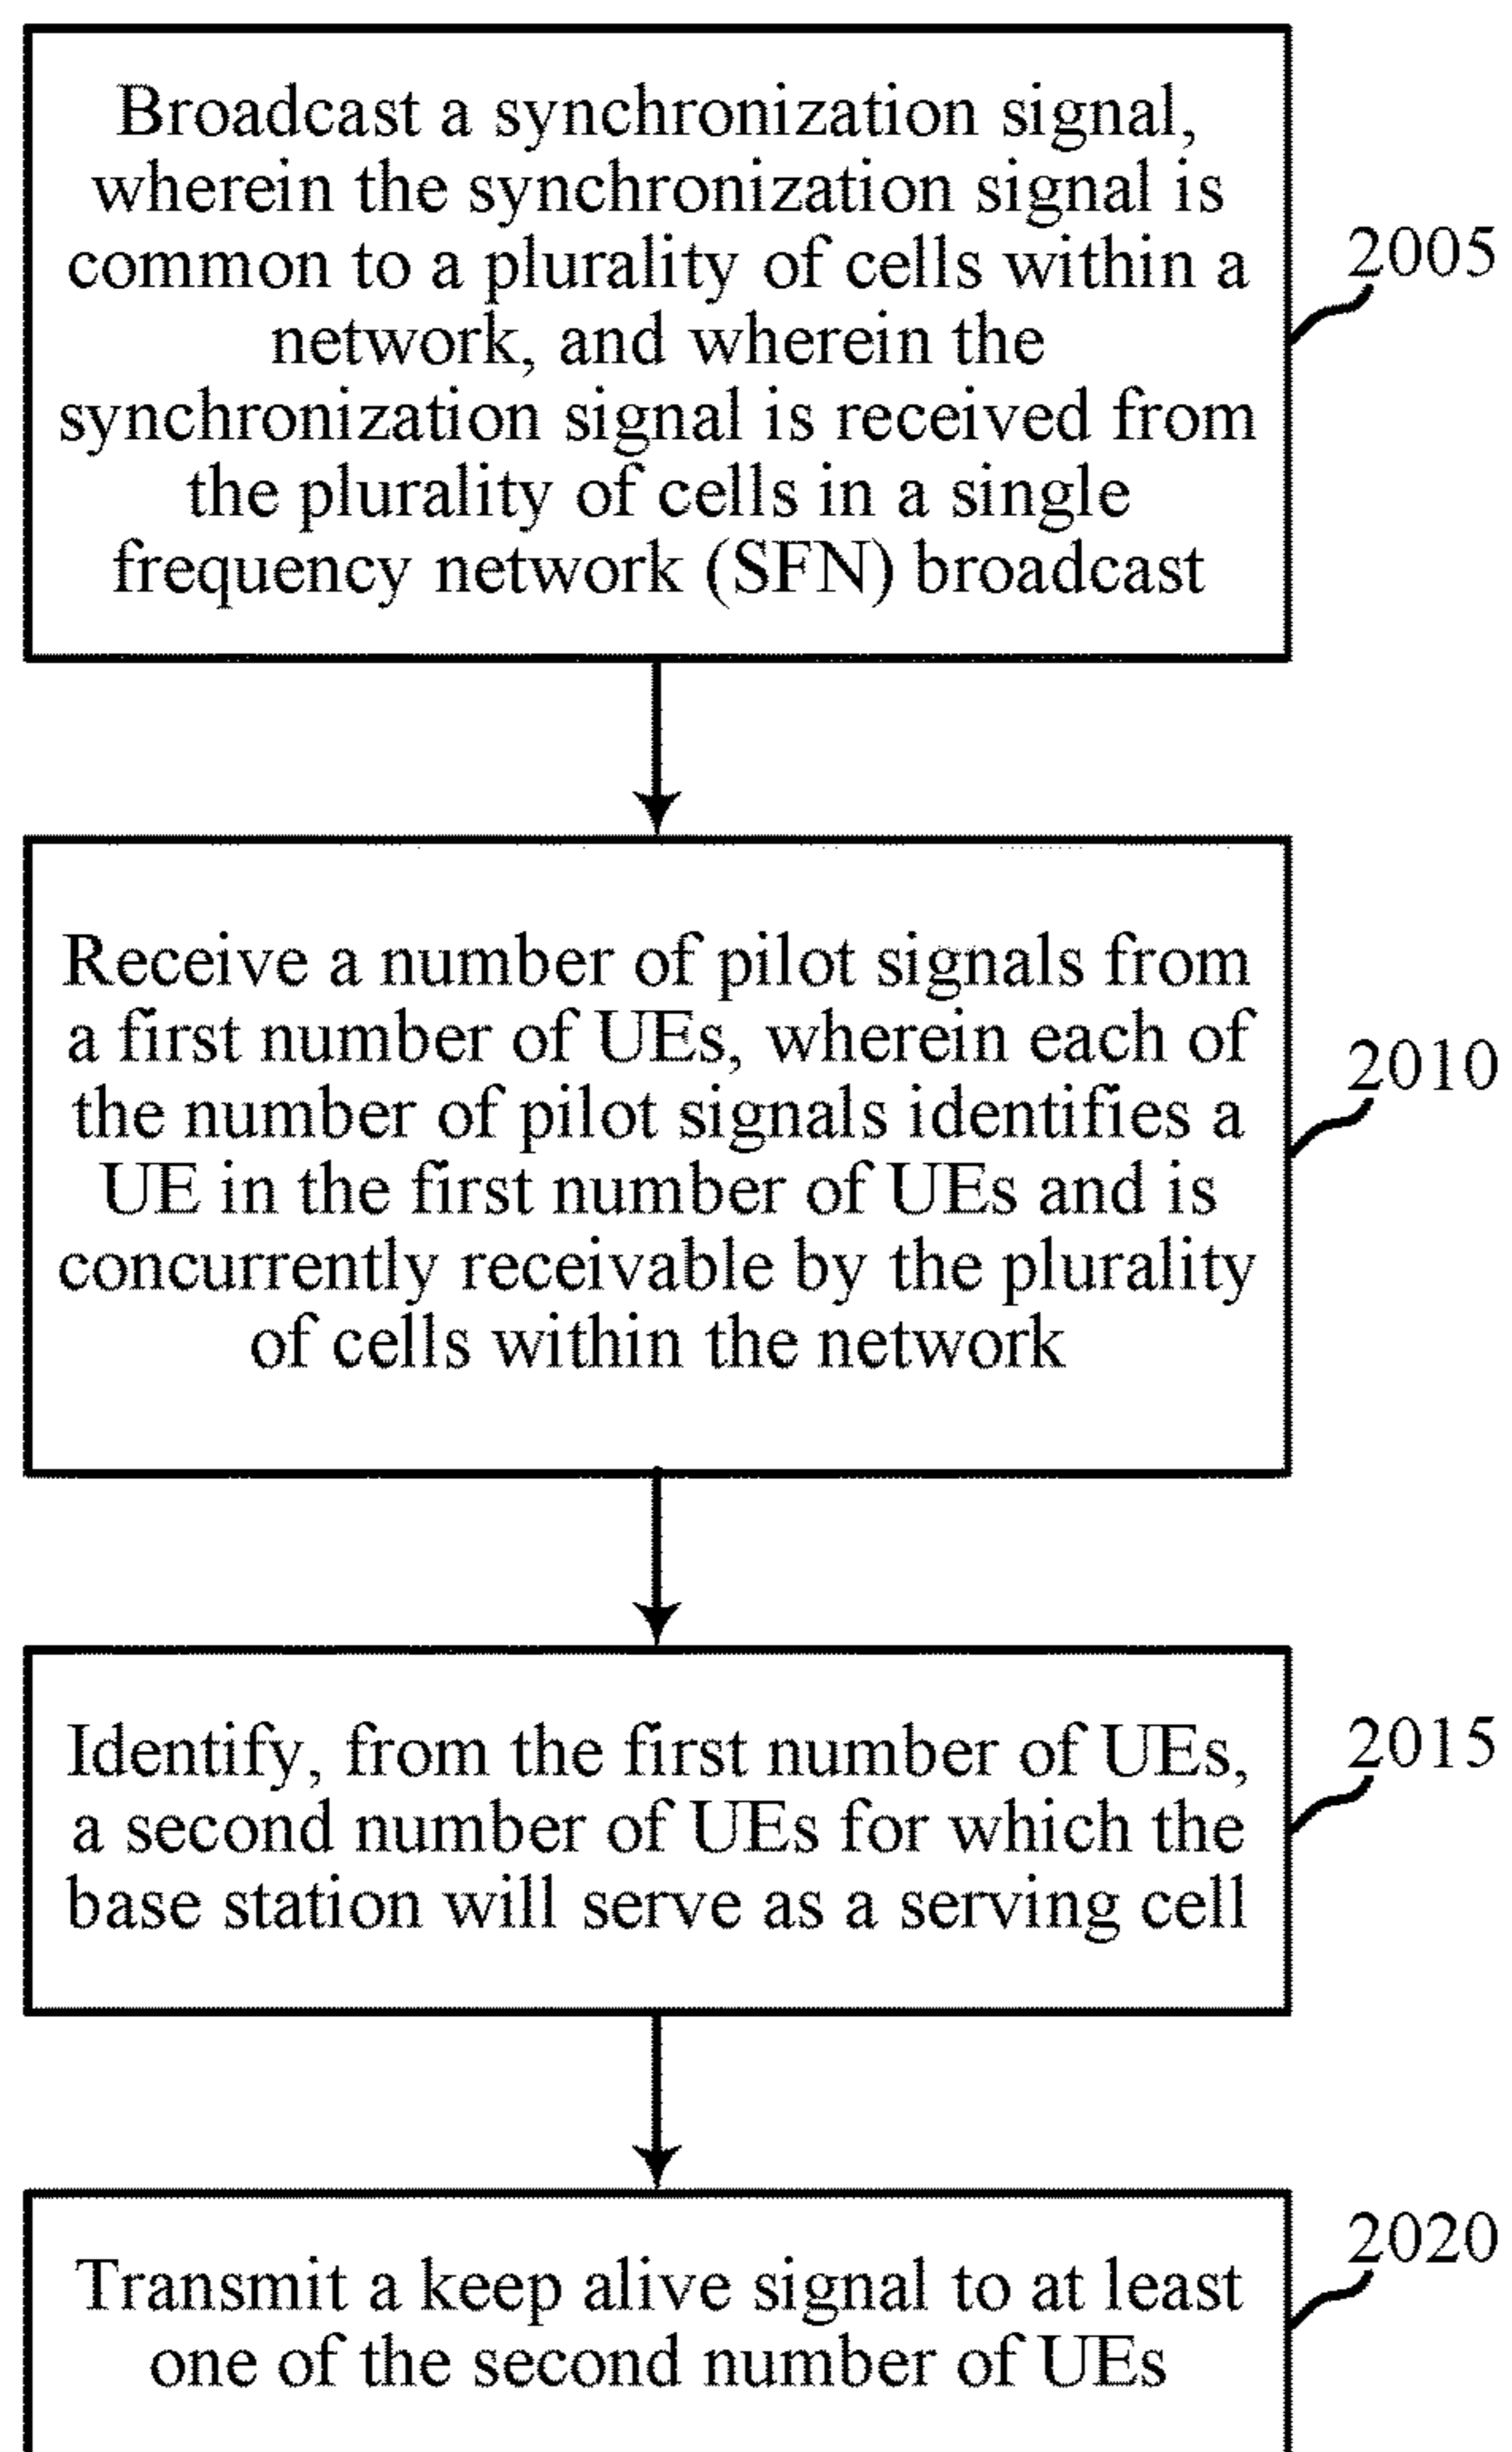 Broadcast a synchronization signal,
wherein the synchronization signal is
common to a plurality of cells within a
network, and wherein the
synchronization signal is received from
the plurality of cells in a single
frequency network (SFN) broadcast
2005
Receive a number of pilot signals from
a first number of UEs, wherein each of
the number of pilot signals identifies a
UE in the first number of UEs and is
concurrently receivable by the plurality
of cells within the network
2010
Identify, from the first number of UEs,
a second number of UEs for which the
base station will serve as a serving cell
2015
Transmit a keep alive signal to at least
one of the second number of UEs
2020